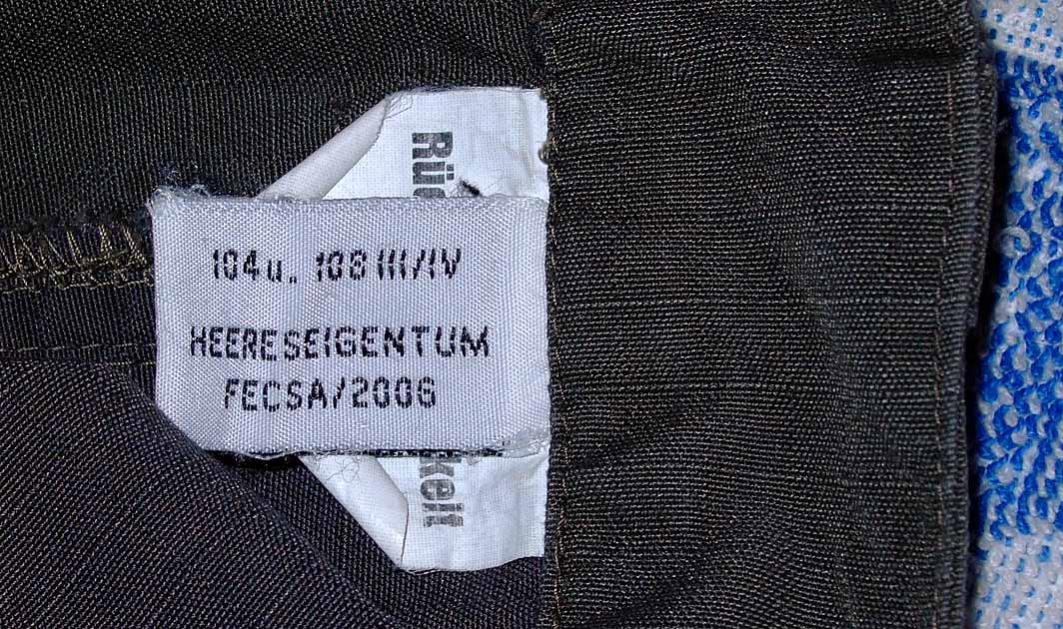 104 u. 108 III/IV
HEERESEIGENTUM
FECSA/2006